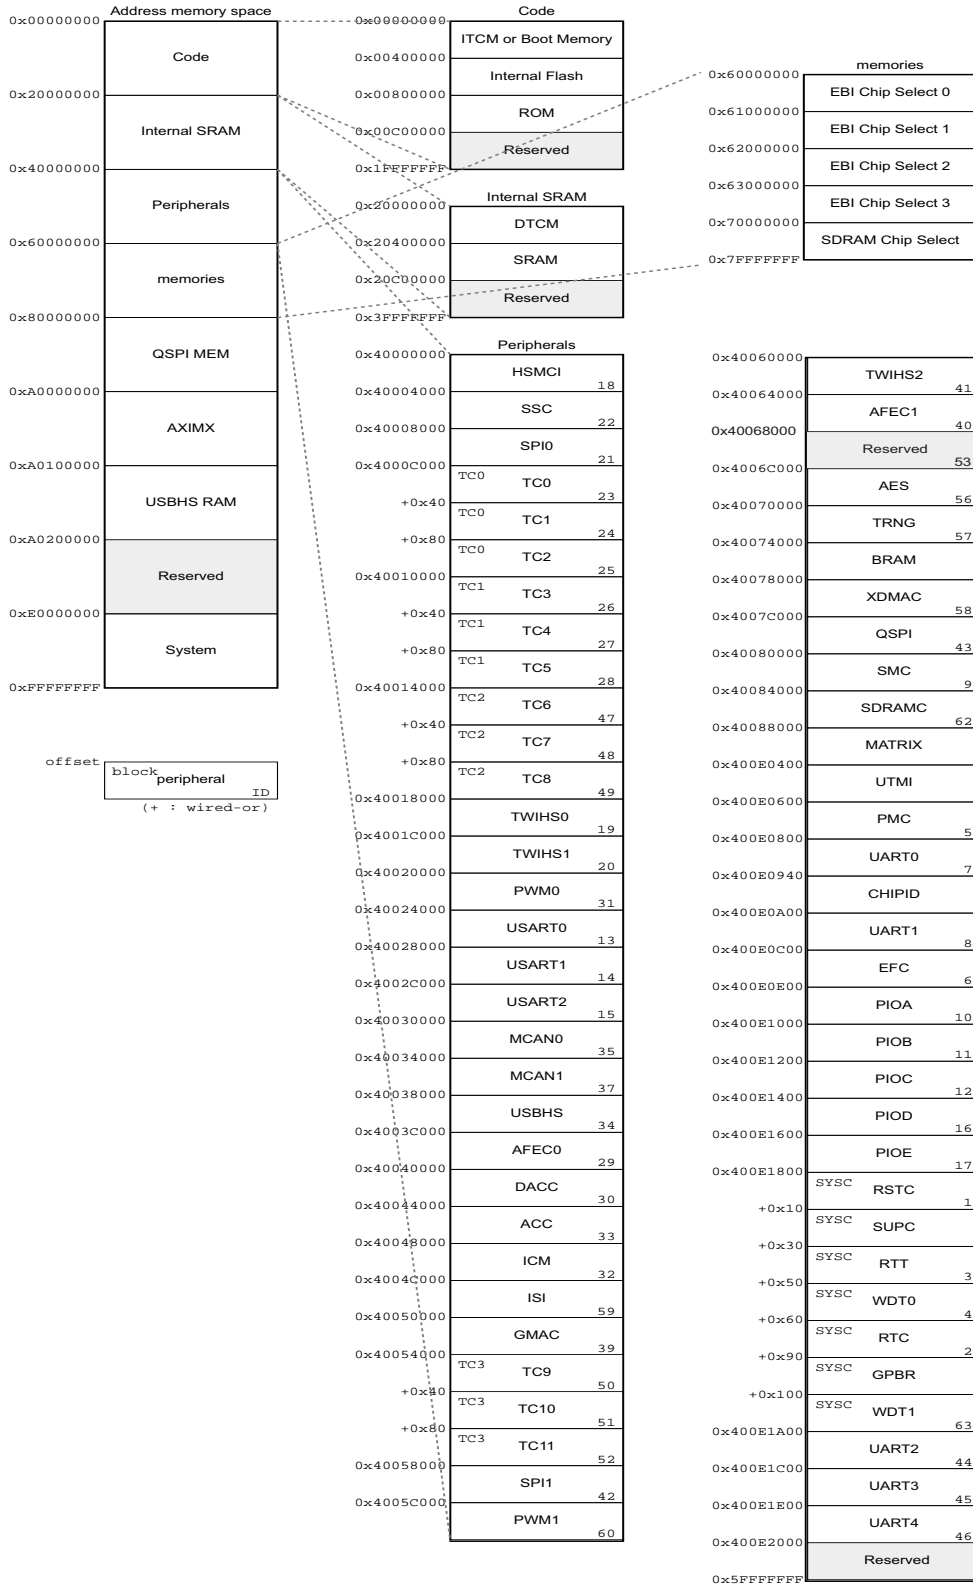 Address memory space
0x00000000
Code
0x20000000
Internal SRAM
0x40000000
Peripherals
0x60000000
memories
0x80000000
QSPI MEM
0xA0000000
AXIMX
0xA0100000
USBHS RAM
0xA0200000
Reserved
0xE0000000
System
0xFFFFFFFF
offset
block
peripheral
ID
(+ : wired-or)
Code
0x00000000
ITCM or Boot Memory
0x00400000
Internal Flash
0x00800000
ROM
0x00C00000
Reserved
0x1FFFFFFF
Internal SRAM
0x20000000
DTCM
0x20400000
SRAM
0x20C00000
Reserved
0x3FFFFFFF
Peripherals
0x40000000
HSMCI
18
0x40004000
SSC
22
0x40008000
SPI0
21
0x4000C000
TC0
TC0
23
+0x40
TC0
TC1
24
+0x80
TC0
TC2
25
0x40010000
TC1
TC3
26
+0x40
TC1
TC4
27
+0x80
TC1
TC5
28
0x40014000
TC2
TC6
47
+0x40
TC2
TC7
48
+0x80
TC2
TC8
49
0x40018000
TWIHS0
19
0x4001C000
TWIHS1
20
0x40020000
PWM0
31
0x40024000
USART0
13
0x40028000
USART1
14
0x4002C000
USART2
15
0x40030000
MCAN0
35
0x40034000
MCAN1
37
0x40038000
USBHS
34
0x4003C000
AFEC0
29
0x40040000
DACC
30
0x40044000
ACC
33
0x40048000
ICM
32
0x4004C000
ISI
59
0x40050000
GMAC
39
0x40054000
TC3
TC9
50
+0x40
TC3
TC10
51
+0x80
TC3
TC11
52
0x40058000
SPI1
42
0x4005C000
PWM1
60
memories
0x60000000
EBI Chip Select 0
0x61000000
EBI Chip Select 1
0x62000000
EBI Chip Select 2
0x63000000
EBI Chip Select 3
0x70000000
SDRAM Chip Select
0x7FFFFFFF
0x40060000
TWIHS2
41
0x40064000
AFEC1
40
0x40068000
Reserved
53
0x4006C000
AES
56
0x40070000
TRNG
57
0x40074000
BRAM
0x40078000
XDMAC
58
0x4007C000
QSPI
43
0x40080000
SMC
9
0x40084000
SDRAMC
62
0x40088000
MATRIX
0x400E0400
UTMI
0x400E0600
PMC
5
0x400E0800
UART0
7
0x400E0940
CHIPID
0x400E0A00
UART1
8
0x400E0C00
EFC
6
0x400E0E00
PIOA
10
0x400E1000
PIOB
11
0x400E1200
PIOC
12
0x400E1400
PIOD
16
0x400E1600
PIOE
17
0x400E1800
SYSC
RSTC
1
+0x10
SYSC
SUPC
+0x30
SYSC
RTT
3
+0x50
SYSC
WDT0
4
+0x60
SYSC
RTC
2
+0x90
SYSC
GPBR
+0x100
SYSC
WDT1
63
0x400E1A00
UART2
44
0x400E1C00
UART3
45
0x400E1E00
UART4
46
0x400E2000
Reserved
0x5FFFFFFF